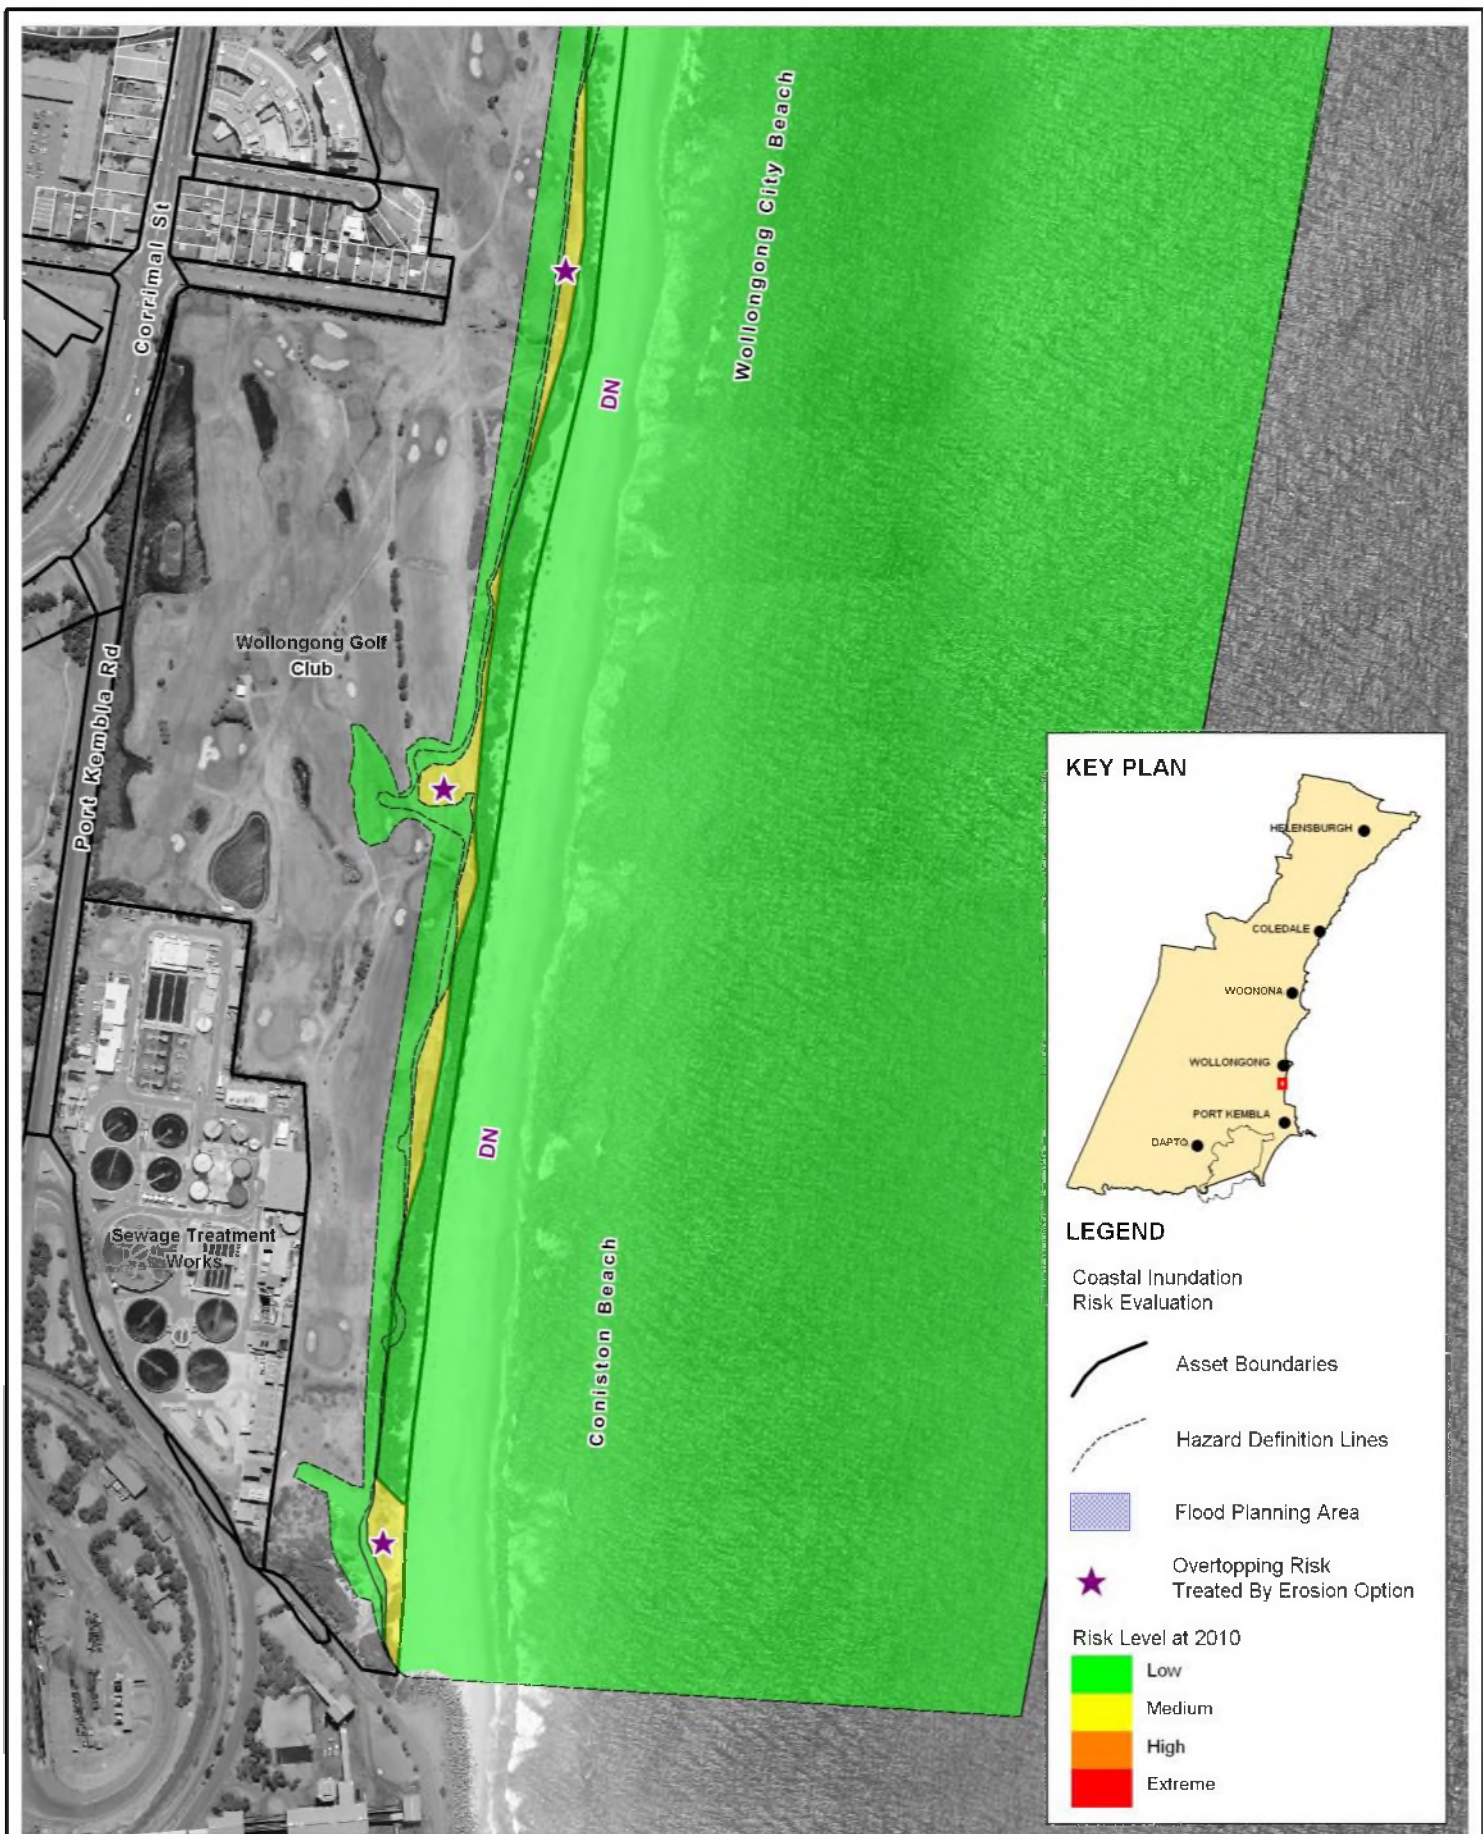 Corrimal St
Wollongong City Beach
DN
Wollongong Golf
Club
Port Kembla Rd
DN
Sewage Treatment
Works
Coniston Beach
KEY PLAN
HELENSBURGH
COLEDALE
WOONONA
WOLLONGONG
PORT KEMBLA
DAPTO
LEGEND
Coastal Inundation
Risk Evaluation
Asset Boundaries
Hazard Definition Lines
Flood Planning Area
Overtopping Risk
Treated By Erosion Option
Risk Level at 2010
Low
Medium
High
Extreme